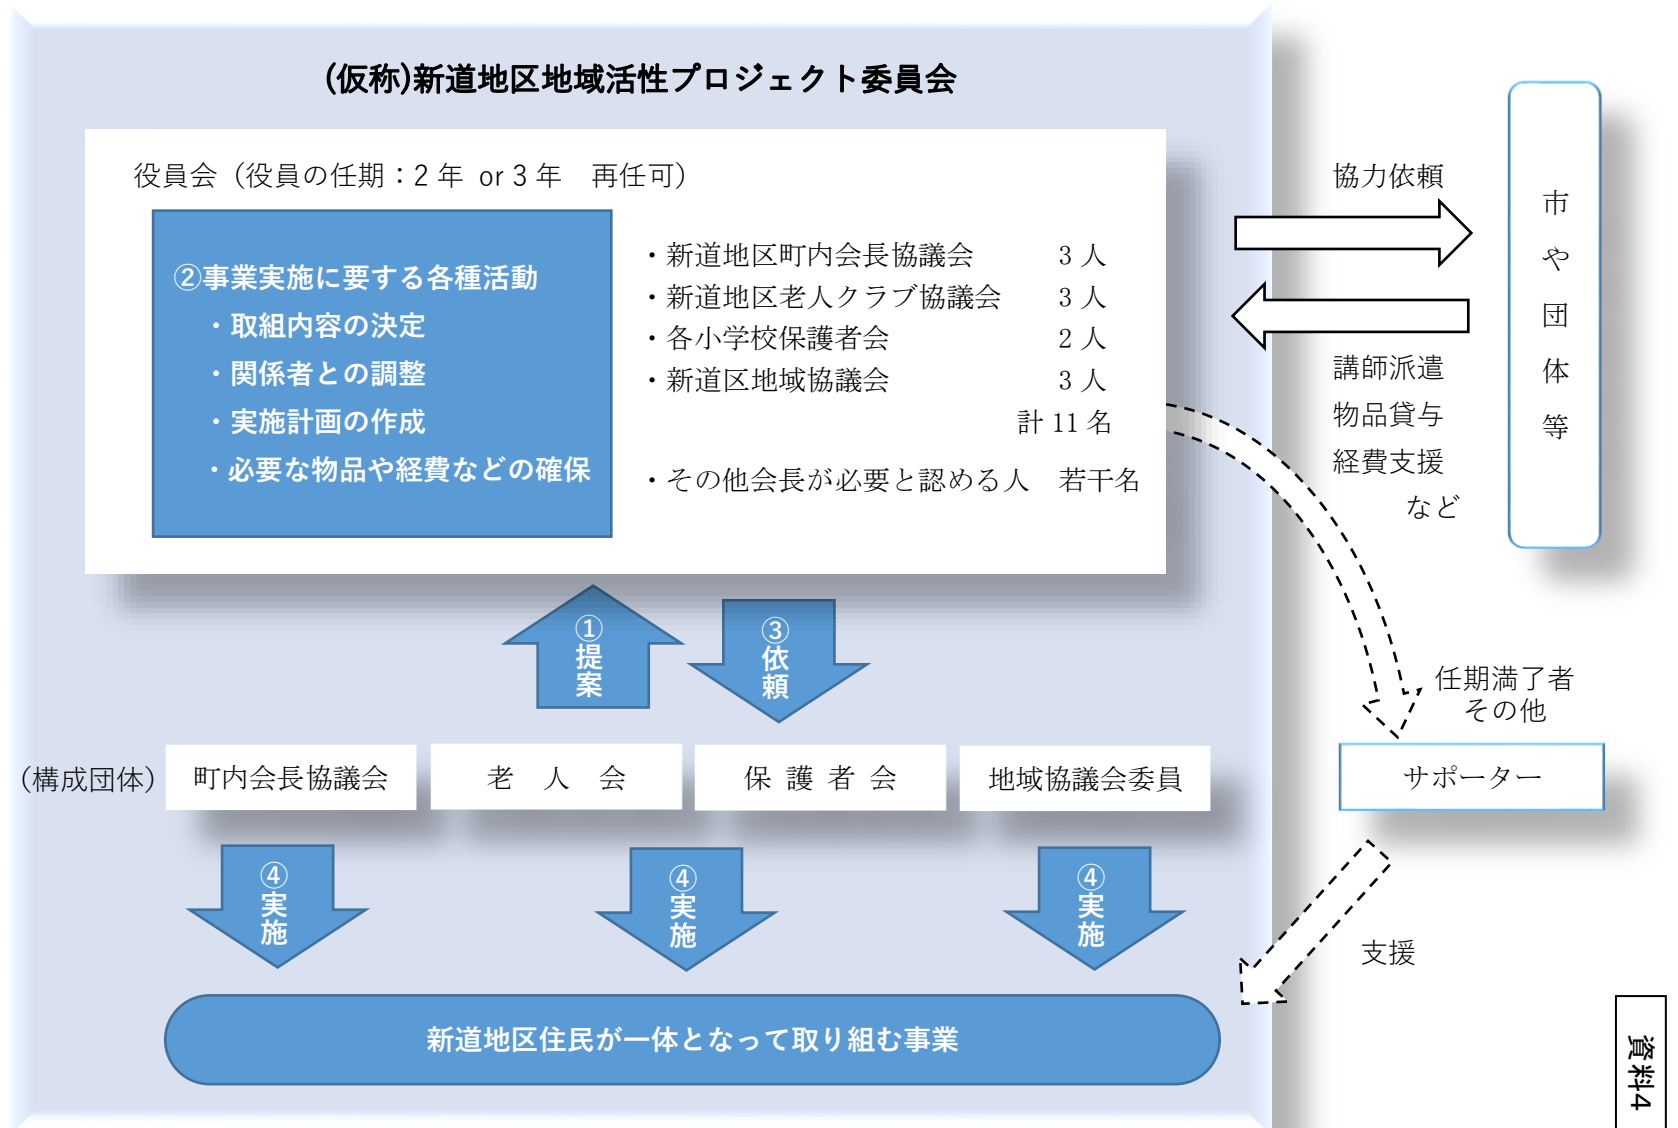 (仮称)新道地区地域活性プロジェクト委員会
役員会（役員の任期：2 年 or 3 年　再任可）
②事業実施に要する各種活動
・取組内容の決定
・関係者との調整
・実施計画の作成
・必要な物品や経費などの確保
・新道地区町内会長協議会　　　3 人
・新道地区老人クラブ協議会　　3 人
・各小学校保護者会　　　　　　2 人
・新道区地域協議会　　　　　　3 人
計 11 名
・その他会長が必要と認める人　若干名
協力依頼
講師派遣
物品貸与
経費支援
など
市や団体等
①提案
③依頼
任期満了者
その他
(構成団体)
町内会長協議会
老　人　会
保 護 者 会
地域協議会委員
サポーター
④実施
④実施
④実施
支援
新道地区住民が一体となって取り組む事業
資料4